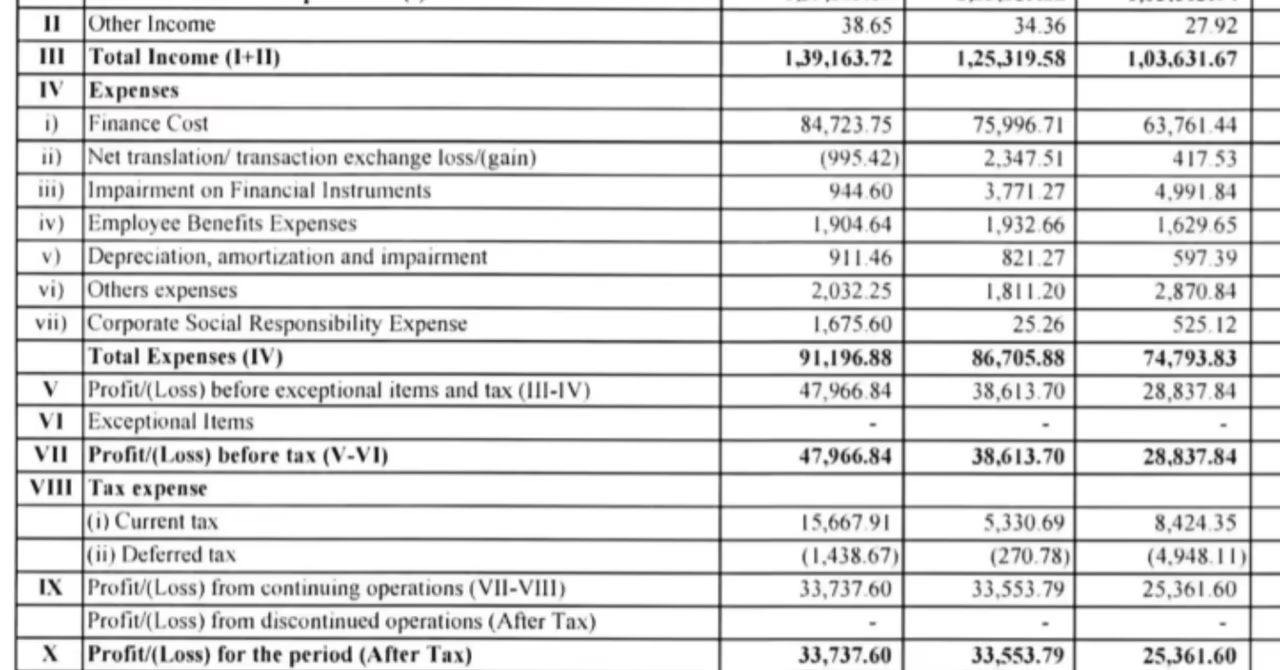 II Other Income 38.65 34.36 27.92
III Total Income (I+II) 1,39,163.72 1,25,319.58 1,03,631.67
IV Expenses
i) Finance Cost 84,723.75 75,996.71 63,761.44
ii) Net translation/ transaction exchange loss/(gain) (995.42) 2,347.51 417.53
iii) Impairment on Financial Instruments 944.60 3,771.27 4,991.84
iv) Employee Benefits Expenses 1,904.64 1,932.66 1,629.65
v) Depreciation, amortization and impairment 911.46 821.27 597.39
vi) Others expenses 2,032.25 1,811.20 2,870.84
vii) Corporate Social Responsibility Expense 1,675.60 25.26 525.12
Total Expenses (IV) 91,196.88 86,705.88 74,793.83
V Profit/(Loss) before exceptional items and tax (III-IV) 47,966.84 38,613.70 28,837.84
VI Exceptional Items - - -
VII Profit/(Loss) before tax (V-VI) 47,966.84 38,613.70 28,837.84
VIII Tax expense
(i) Current tax 15,667.91 5,330.69 8,424.35
(ii) Deferred tax (1,438.67) (270.78) (4,948.11)
IX Profit/(Loss) from continuing operations (VII-VIII) 33,737.60 33,553.79 25,361.60
Profit/(Loss) from discontinued operations (After Tax) - - -
X Profit/(Loss) for the period (After Tax) 33,737.60 33,553.79 25,361.60